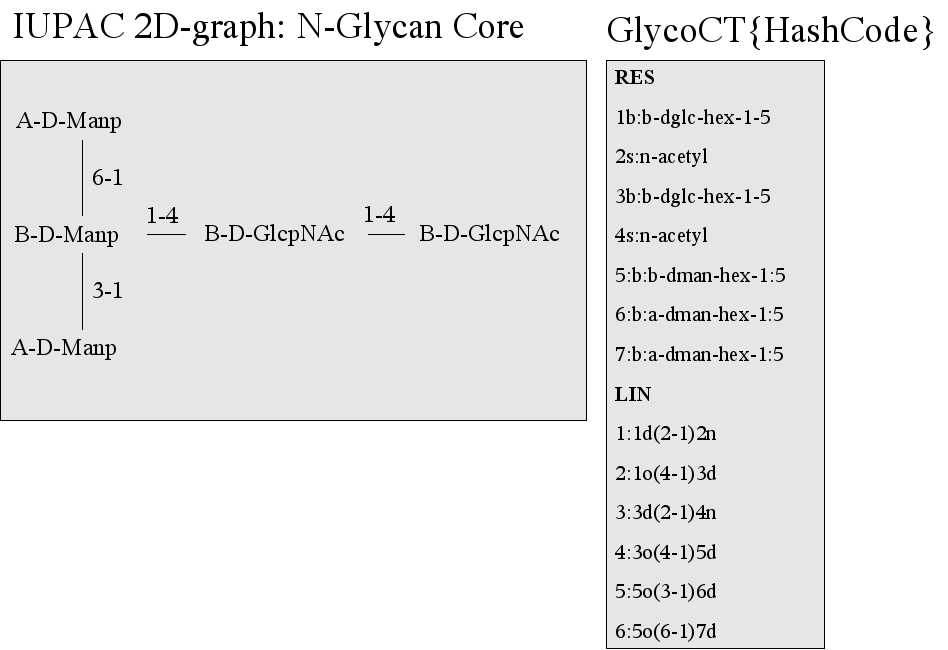 IUPAC 2D-graph: N-Glycan Core
A-D-Manp
6-1
B-D-Manp 1-4 B-D-GlcpNAc 1-4 B-D-GlcpNAc
3-1
A-D-Manp
GlycoCT{HashCode}
RES
1b:b-dglc-hex-1-5
2s:n-acetyl
3b:b-dglc-hex-1-5
4s:n-acetyl
5:b:b-dman-hex-1:5
6:b:a-dman-hex-1:5
7:b:a-dman-hex-1:5
LIN
1:1d(2-1)2n
2:1o(4-1)3d
3:3d(2-1)4n
4:3o(4-1)5d
5:5o(3-1)6d
6:5o(6-1)7d